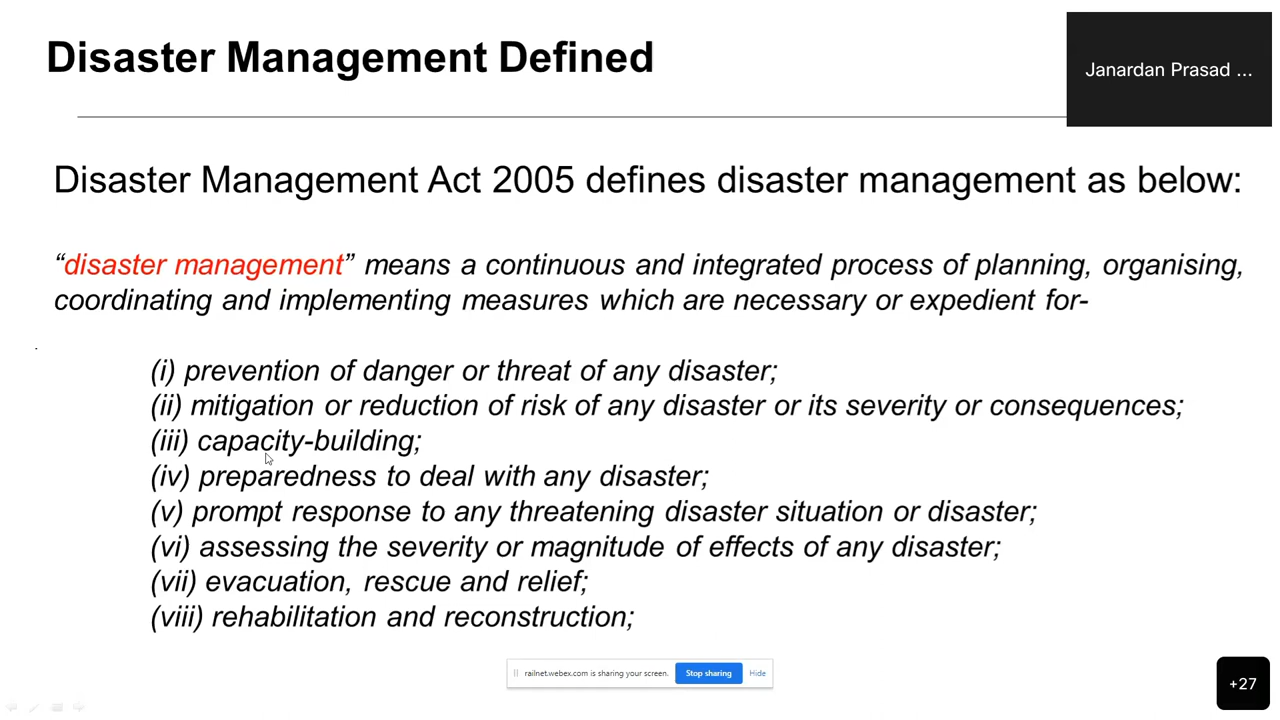 Disaster Management Defined
Janardan Prasad ...
Disaster Management Act 2005 defines disaster management as below:
“disaster management” means a continuous and integrated process of planning, organising,
coordinating and implementing measures which are necessary or expedient for-
.
(i) prevention of danger or threat of any disaster;
(ii) mitigation or reduction of risk of any disaster or its severity or consequences;
(iii) capacity-building;
(iv) preparedness to deal with any disaster;
(v) prompt response to any threatening disaster situation or disaster;
(vi) assessing the severity or magnitude of effects of any disaster;
(vii) evacuation, rescue and relief;
(viii) rehabilitation and reconstruction;
railnet.webex.com is sharing your screen. Stop sharing Hide
+27